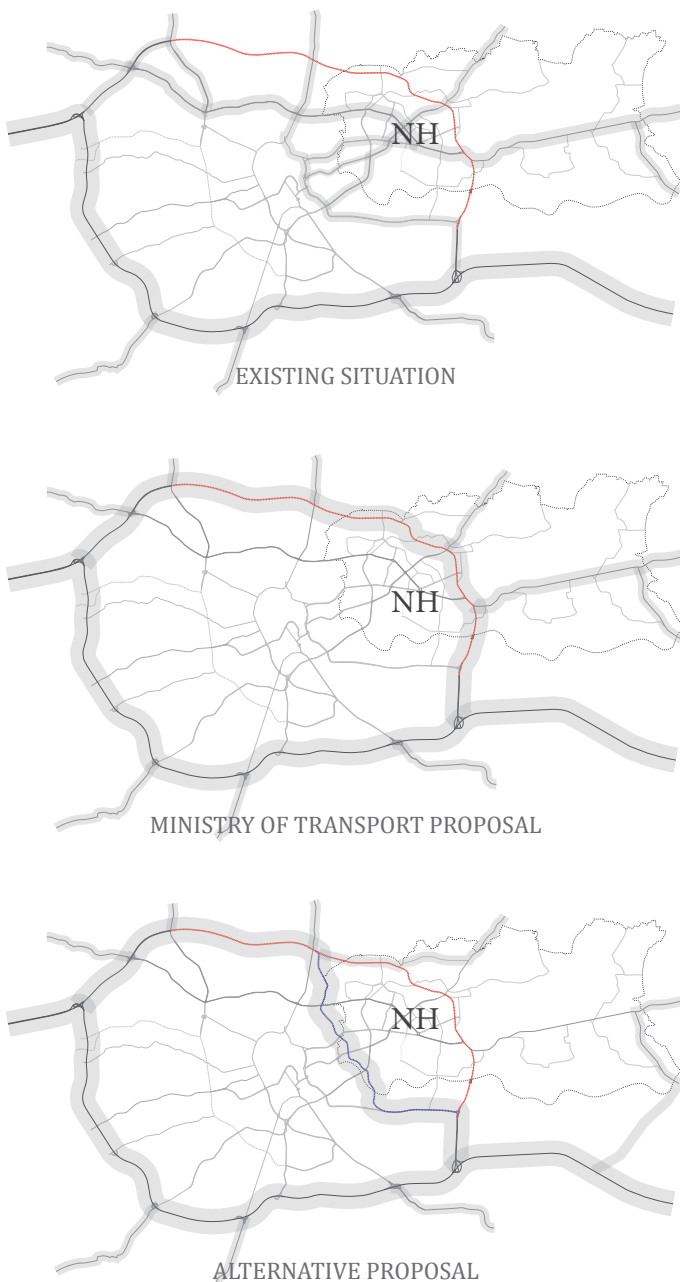 NH
EXISTING SITUATION
NH
MINISTRY OF TRANSPORT PROPOSAL
NH
ALTERNATIVE PROPOSAL